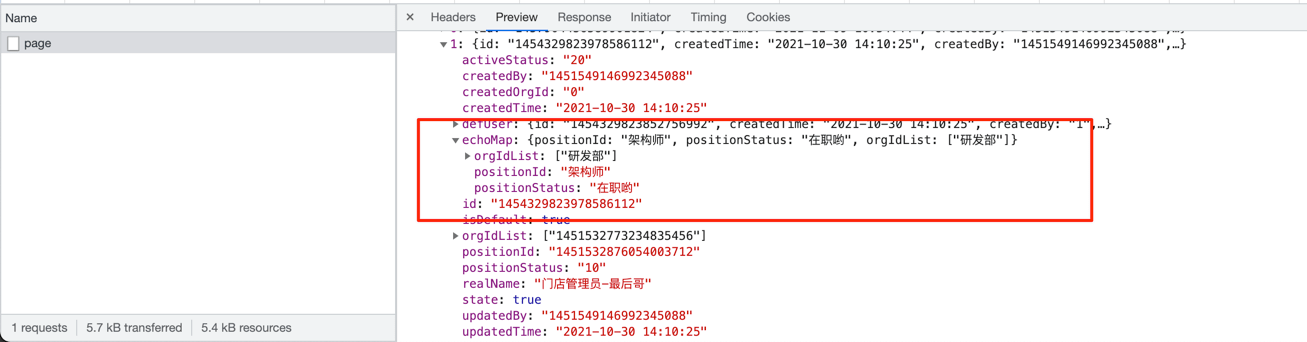 Name
page
1 requests 5.7 kB transferred 5.4 kB resources
× Headers Preview Response Initiator Timing Cookies
▼1: {id: "1454329823978586112", createdTime: "2021-10-30 14:10:25", createdBy: "1451549146992345088",…}
activeStatus: "20"
createdBy: "1451549146992345088"
createdOrgId: "0"
createdTime: "2021-10-30 14:10:25"
▶defUser: {id: "1454329823852756992", createdTime: "2021-10-30 14:10:25", createdBy: "1",…}
▼echoMap: {positionId: "架构师", positionStatus: "在职哟", orgIdList: ["研发部"]}
▶orgIdList: ["研发部"]
positionId: "架构师"
positionStatus: "在职哟"
id: "1454329823978586112"
isDefault: true
▶orgIdList: ["1451532773234835456"]
positionId: "1451532876054003712"
positionStatus: "10"
realName: "门店管理员-最后哥"
state: true
updatedBy: "1451549146992345088"
updatedTime: "2021-10-30 14:10:25"